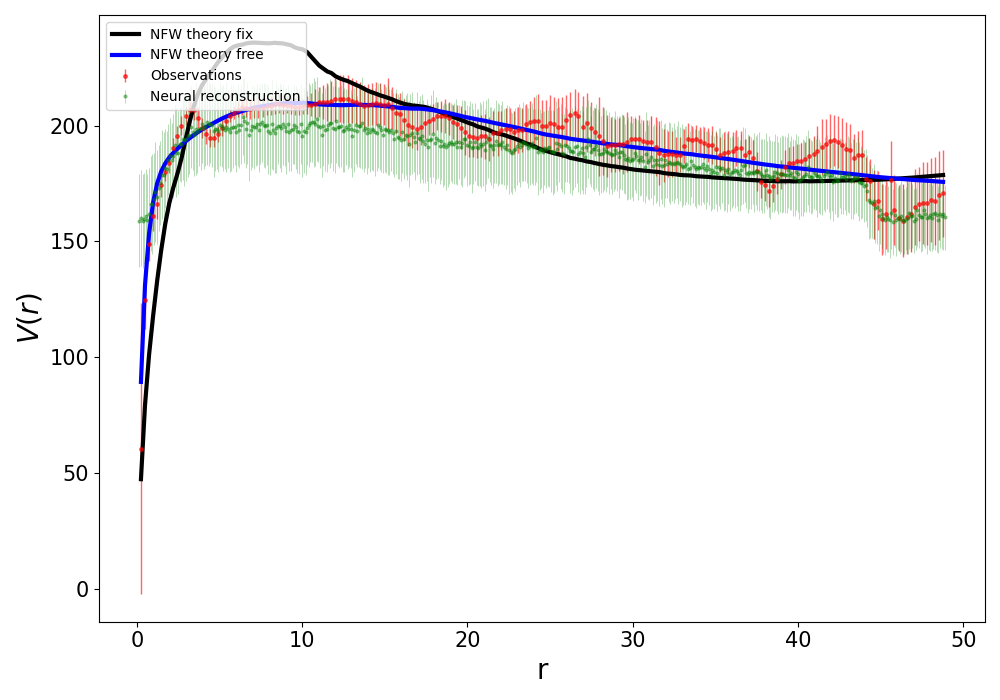 NFW theory fix
NFW theory free
Observations
Neural reconstruction
V(r)
200
150
100
50
0
0 10 20 30 40 50
r